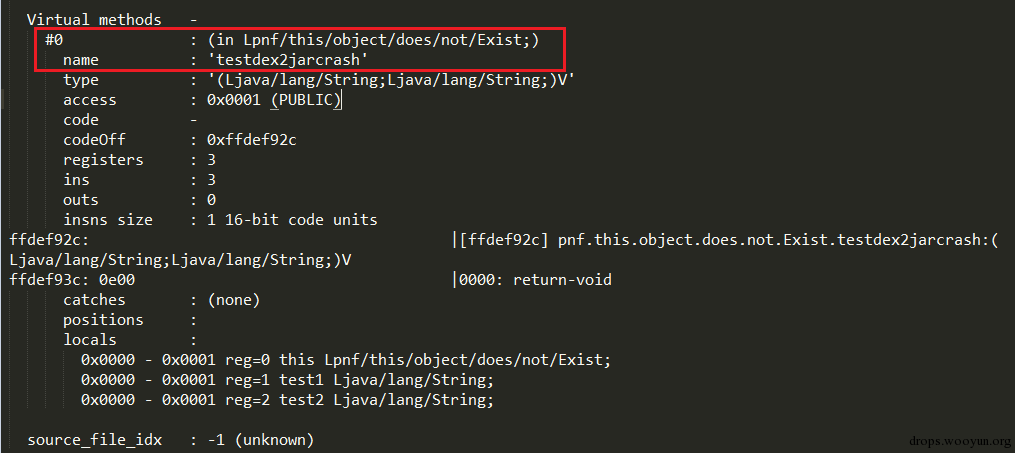 Virtual methods   -
#0              : (in Lpnf/this/object/does/not/Exist;)
name          : 'testdex2jarcrash'
type          : '(Ljava/lang/String;Ljava/lang/String;)V'
access        : 0x0001 (PUBLIC)
code          -
codeOff       : 0xffdef92c
registers     : 3
ins           : 3
outs          : 0
insns size    : 1 16-bit code units
ffdef92c:                                        |[ffdef92c] pnf.this.object.does.not.Exist.testdex2jarcrash:(
Ljava/lang/String;Ljava/lang/String;)V
ffdef93c: 0e00                                   |0000: return-void
catches       : (none)
positions     :
locals        :
0x0000 - 0x0001 reg=0 this Lpnf/this/object/does/not/Exist;
0x0000 - 0x0001 reg=1 test1 Ljava/lang/String;
0x0000 - 0x0001 reg=2 test2 Ljava/lang/String;
source_file_idx   : -1 (unknown)
drops.wooyun.org